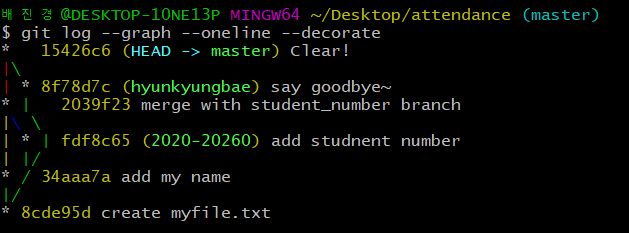 배 진 경 @DESKTOP-1ONE13P MINGW64 ~/Desktop/attendance (master)
$ git log --graph --oneline --decorate
*   15426c6 (HEAD -> master) Clear!
|\
| * 8f78d7c (hyunkyungbae) say goodbye~
* |   2039f23 merge with student_number branch
|\ \
| * | fdf8c65 (2020-20260) add studnent number
| |/
* / 34aaa7a add my name
|/
* 8cde95d create myfile.txt